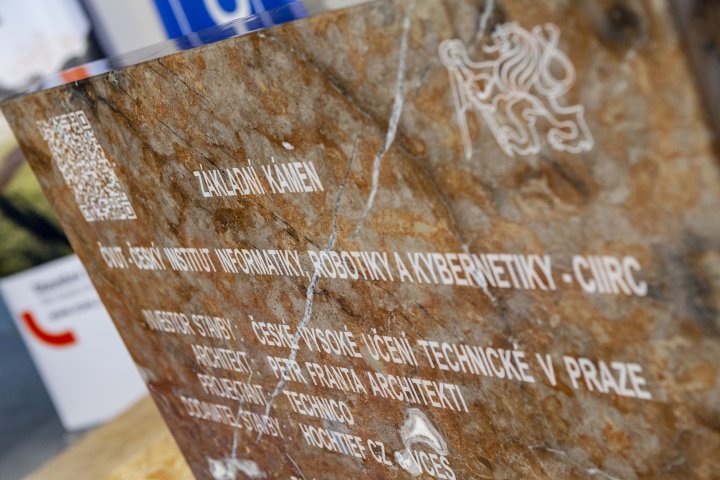 ZÁKLADNÍ KÁMEN
ČVUT - ČESKÝ INSTITUT INFORMATIKY, ROBOTIKY A KYBERNETIKY - CIIRC
INVESTOR STAVBY: ČESKÉ VYSOKÉ UČENÍ TECHNICKÉ V PRAZE
ARCHITEKT: PETR FRANTA ARCHITEKTI
PROJEKTANT: TECHNICO
DODAVATEL STAVBY: HOCHTIEF CZ, VCES